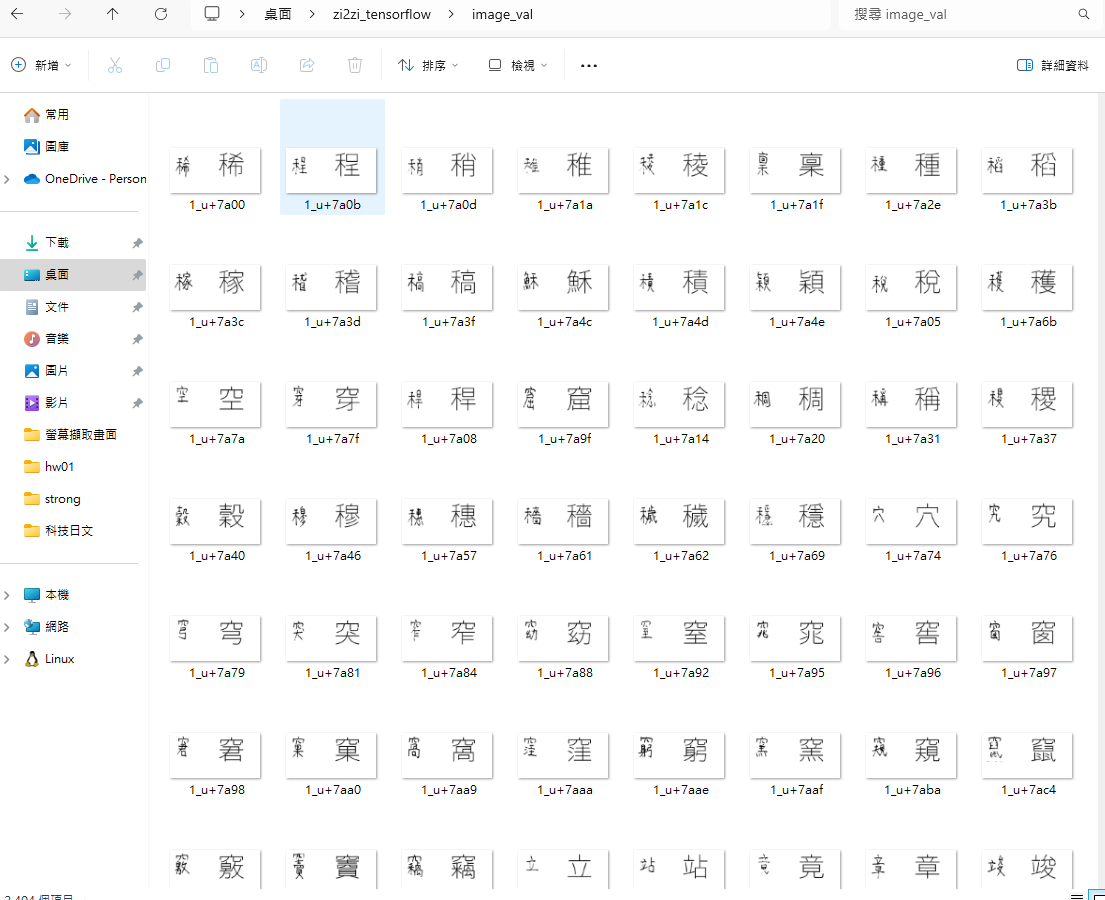 桌面 zi2zi_tensorflow image_val 搜尋 image_val
新增 排序 檢視 詳細資料
常用
圖庫
OneDrive - Person
下載
桌面
文件
音樂
圖片
影片
螢幕擷取畫面
hw01
strong
科技日文
本機
網路
Linux
稀 稀 程 程 稍 稍 稚 稚 稜 稜 稟 稟 種 種 稻 稻
1_u+7a00 1_u+7a0b 1_u+7a0d 1_u+7a1a 1_u+7a1c 1_u+7a1f 1_u+7a2e 1_u+7a3b
稼 稼 稽 稽 稿 稿 穌 穌 積 積 穎 穎 稅 稅 穫 穫
1_u+7a3c 1_u+7a3d 1_u+7a3f 1_u+7a4c 1_u+7a4d 1_u+7a4e 1_u+7a05 1_u+7a6b
空 空 穿 穿 稈 稈 窟 窟 稔 稔 稠 稠 稱 稱 稷 稷
1_u+7a7a 1_u+7a7f 1_u+7a08 1_u+7a9f 1_u+7a14 1_u+7a20 1_u+7a31 1_u+7a37
穀 穀 穆 穆 穗 穗 穡 穡 穢 穢 穩 穩 穴 穴 究 究
1_u+7a40 1_u+7a46 1_u+7a57 1_u+7a61 1_u+7a62 1_u+7a69 1_u+7a74 1_u+7a76
穹 穹 突 突 窄 窄 窈 窈 窒 窒 窕 窕 窖 窖 窗 窗
1_u+7a79 1_u+7a81 1_u+7a84 1_u+7a88 1_u+7a92 1_u+7a95 1_u+7a96 1_u+7a97
窘 窘 窠 窠 窩 窩 窪 窪 窮 窮 窯 窯 窺 窺 竄 竄
1_u+7a98 1_u+7aa0 1_u+7aa9 1_u+7aaa 1_u+7aae 1_u+7aaf 1_u+7aba 1_u+7ac4
竅 竅 竇 竇 竊 竊 立 立 站 站 竟 竟 章 章 竣 竣